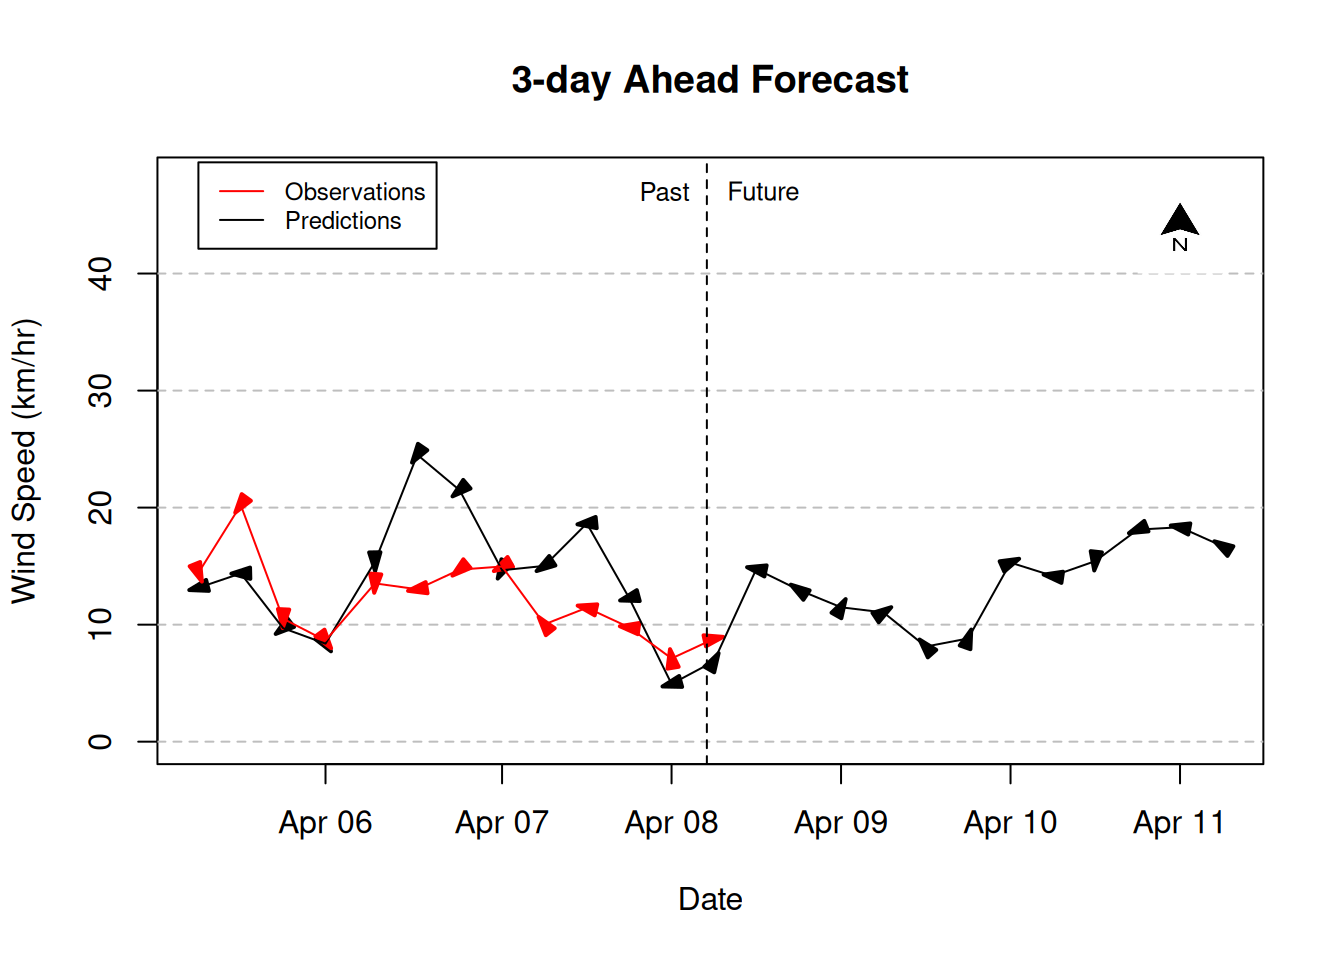 3-day Ahead Forecast
Observations
Predictions
Past
Future
N
40
30
20
10
0
Wind Speed (km/hr)
Apr 06
Apr 07
Apr 08
Apr 09
Apr 10
Apr 11
Date